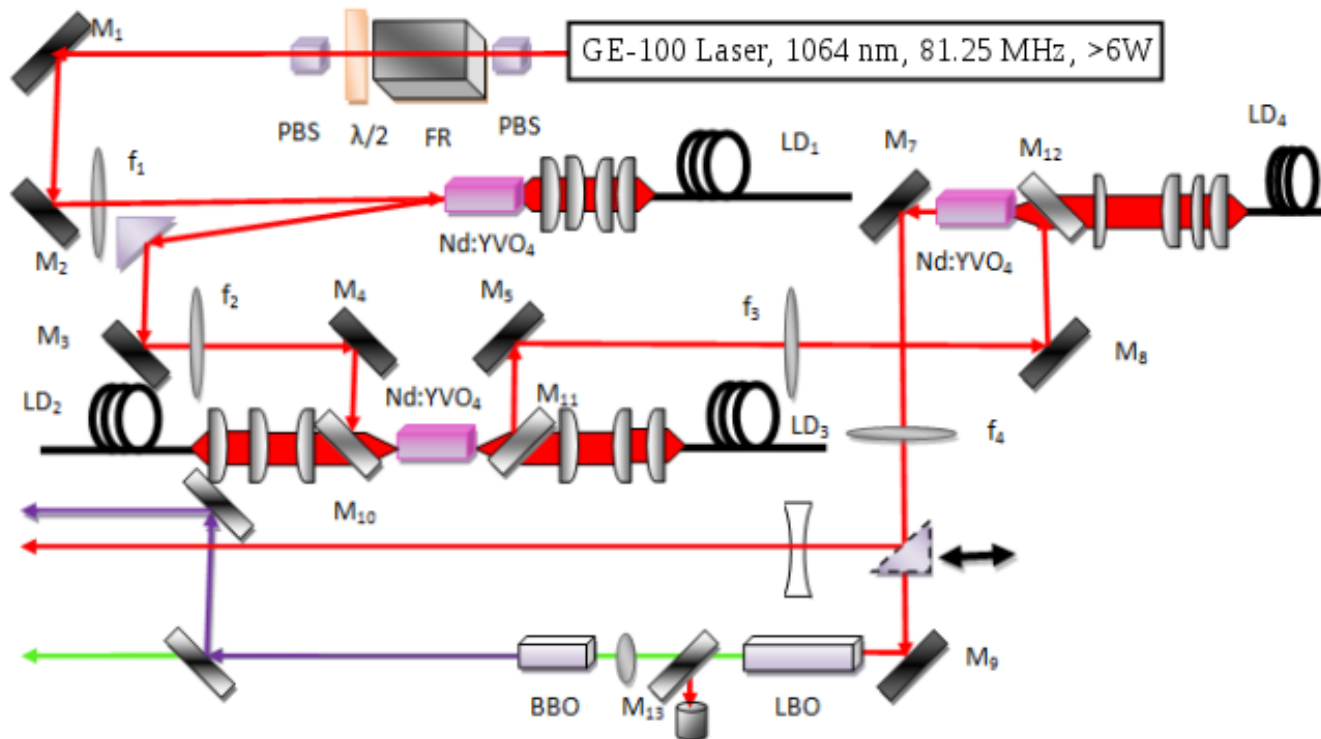 M₁
GE-100 Laser, 1064 nm, 81.25 MHz, >6W
PBS
λ/2
FR
PBS
LD₁
M₇
M₁₂
LD₄
f₁
M₂
Nd:YVO₄
Nd:YVO₄
f₂
M₄
M₅
f₃
M₃
M₈
LD₂
Nd:YVO₄
M₁₁
LD₃
f₄
M₁₀
M₉
BBO
M₁₃
LBO